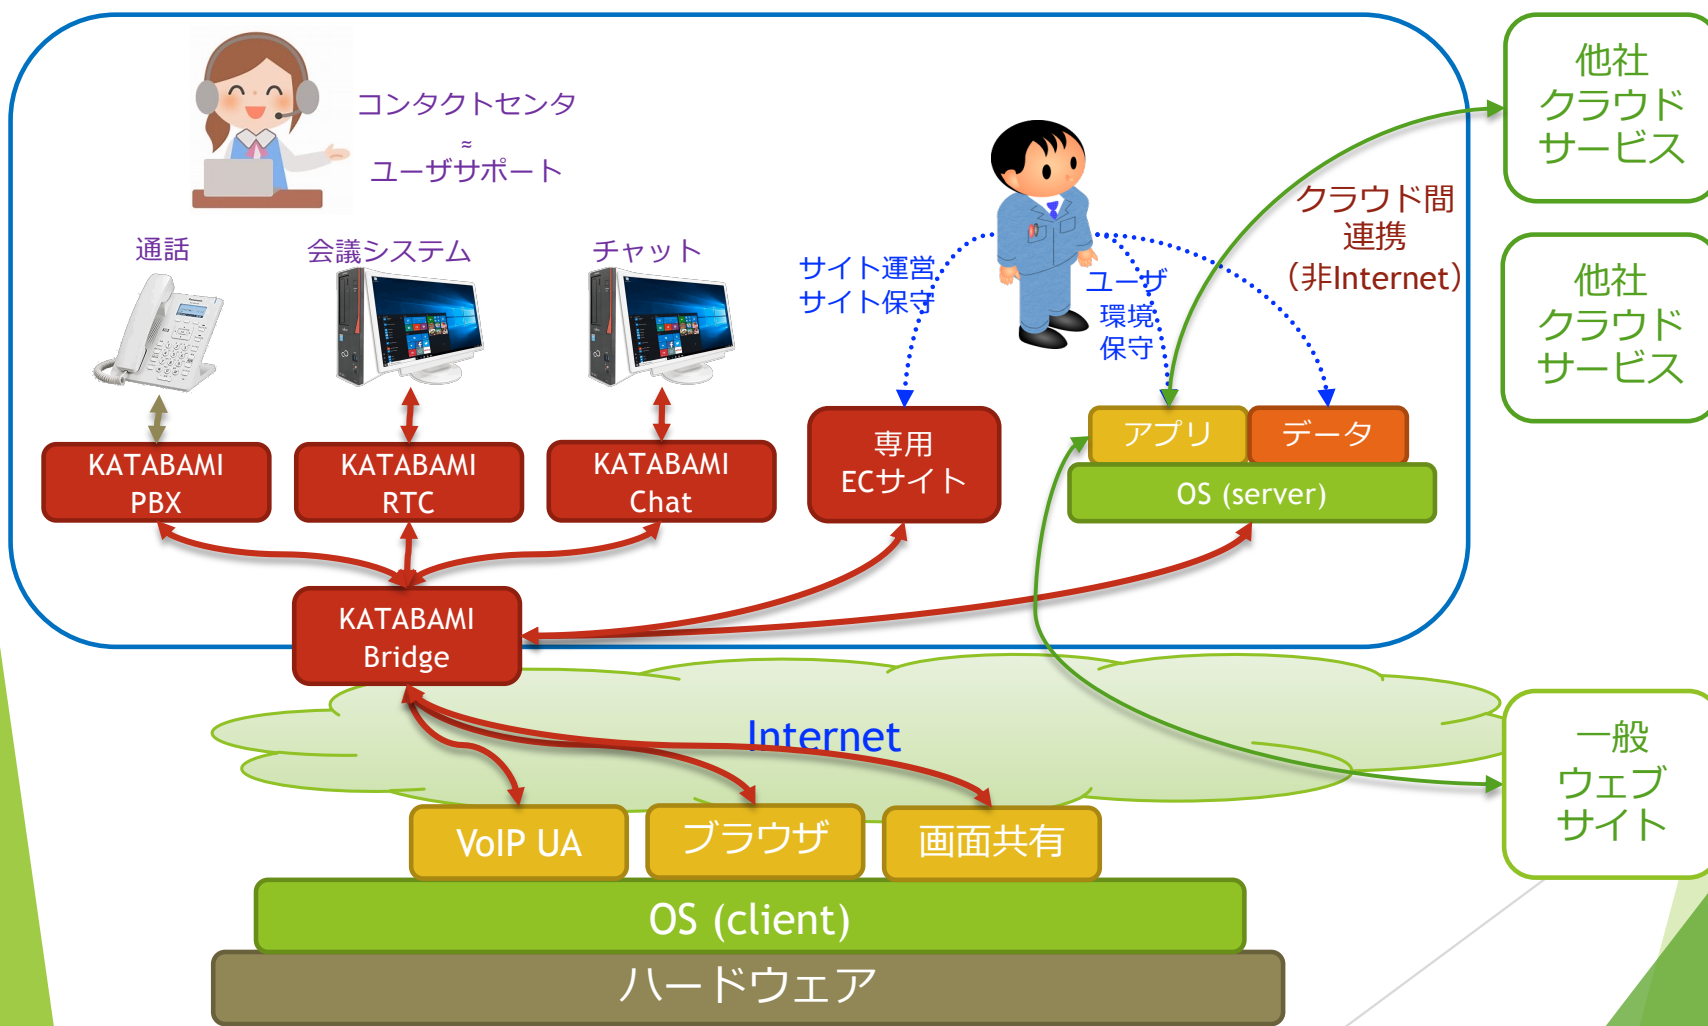 コンタクトセンタ
≈
ユーザサポート
通話
会議システム
チャット
サイト運営
サイト保守
ユーザ
環境
保守
クラウド間
連携
（非Internet）
他社
クラウド
サービス
他社
クラウド
サービス
KATABAMI
PBX
KATABAMI
RTC
KATABAMI
Chat
専用
ECサイト
アプリ
データ
OS (server)
KATABAMI
Bridge
Internet
一般
ウェブ
サイト
VoIP UA
ブラウザ
画面共有
OS (client)
ハードウェア